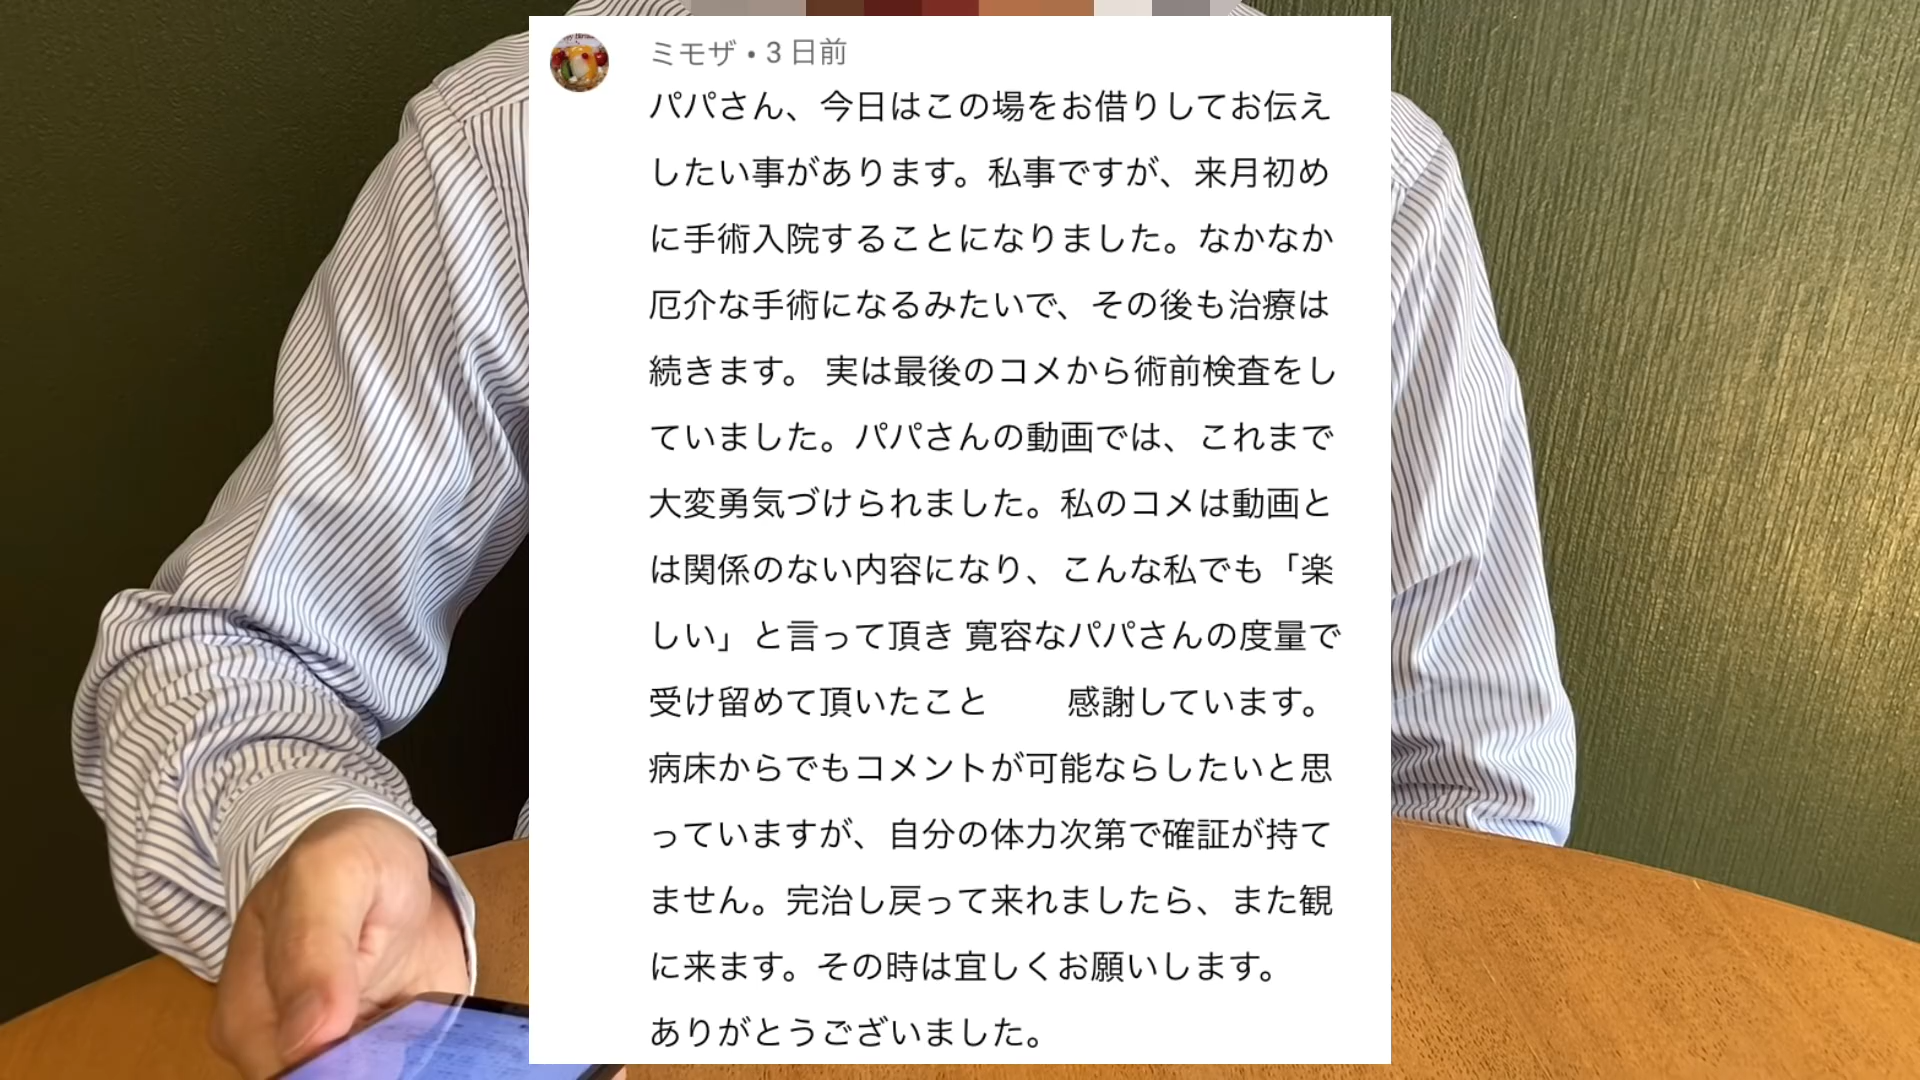 ミモザ • 3 日前
パパさん、今日はこの場をお借りしてお伝え
したい事があります。私事ですが、来月初め
に手術入院することになりました。なかなか
厄介な手術になるみたいで、その後も治療は
続きます。 実は最後のコメから術前検査をし
ていました。パパさんの動画では、これまで
大変勇気づけられました。私のコメは動画と
は関係のない内容になり、こんな私でも「楽
しい」と言って頂き 寛容なパパさんの度量で
受け留めて頂いたこと　　感謝しています。
病床からでもコメントが可能ならしたいと思
っていますが、自分の体力次第で確証が持て
ません。完治し戻って来れましたら、また観
に来ます。その時は宜しくお願いします。
ありがとうございました。